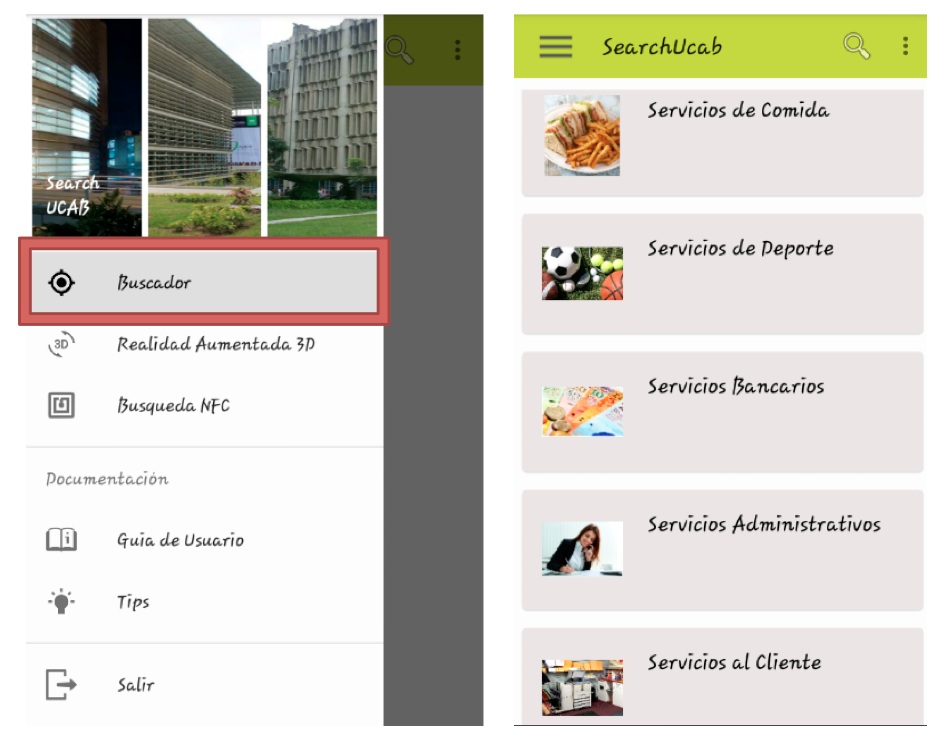 Search
UCAB
Buscador
Realidad Aumentada 3D
Busqueda NFC
Documentación
Guia de Usuario
Tips
Salir
SearchUcab
Servicios de Comida
Servicios de Deporte
Servicios Bancarios
Servicios Administrativos
Servicios al Cliente